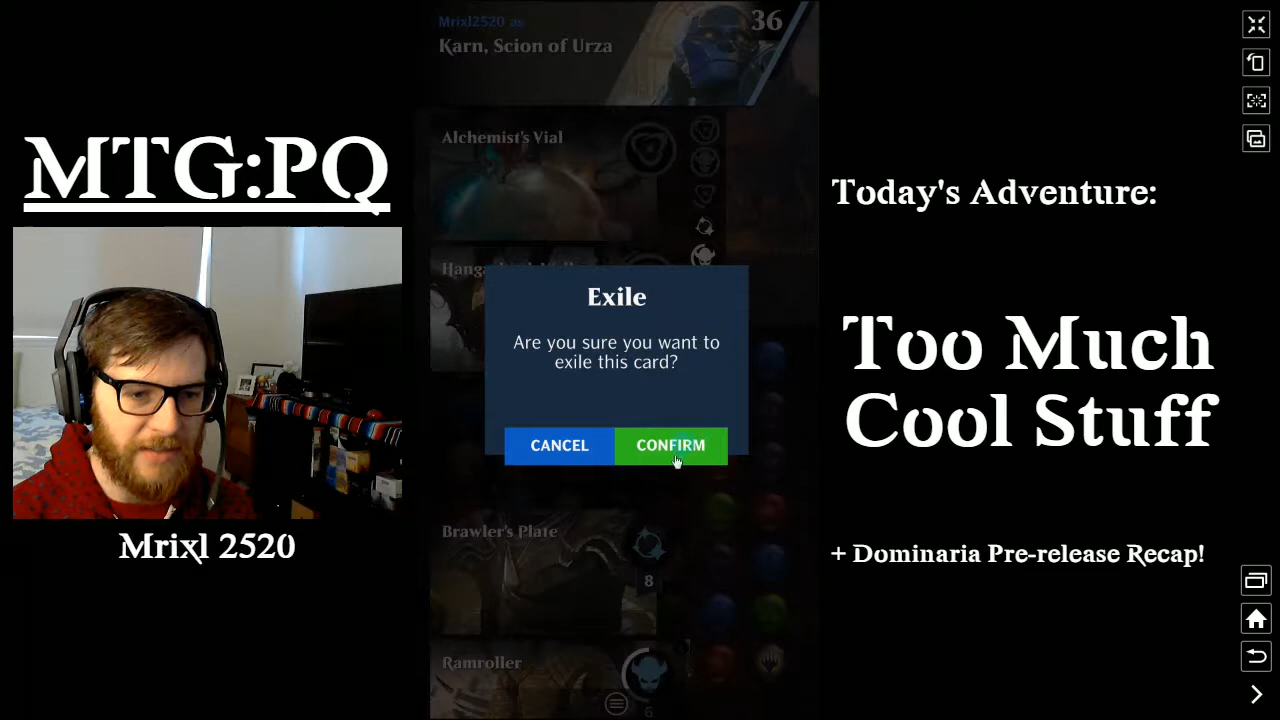 Mrixl2520 as
36
Karn, Scion of Urza
MTG:PQ
Alchemist's Vial
Today's Adventure:
Exile
Are you sure you want to
exile this card?
Too Much
Cool Stuff
CANCEL
CONFIRM
Brawler's Plate
8
Mrixl 2520
+ Dominaria Pre-release Recap!
Ramroller
6